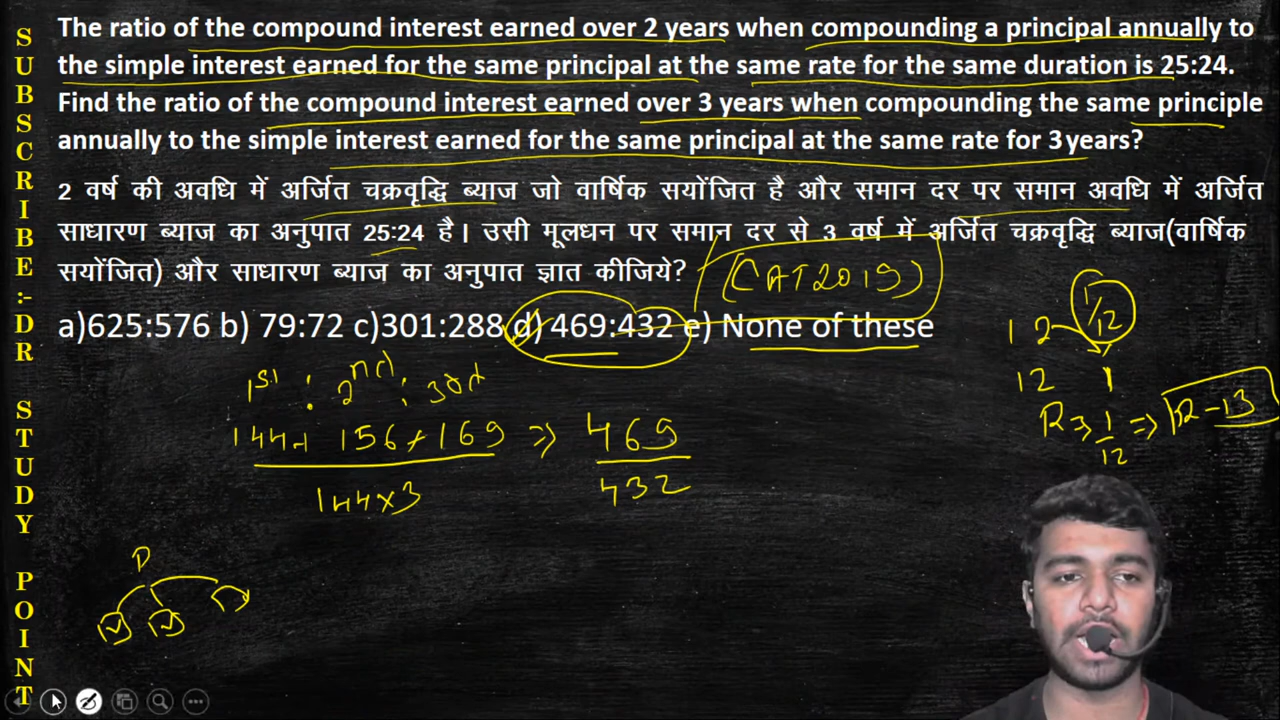 SUBSCRIBE:-DR STUDY POINT
The ratio of the compound interest earned over 2 years when compounding a principal annually to
the simple interest earned for the same principal at the same rate for the same duration is 25:24.
Find the ratio of the compound interest earned over 3 years when compounding the same principle
annually to the simple interest earned for the same principal at the same rate for 3 years?
2 वर्ष की अवधि में अर्जित चक्रवृद्धि ब्याज जो वार्षिक सयोंजित है और समान दर पर समान अवधि में अर्जित
साधारण ब्याज का अनुपात 25:24 है। उसी मूलधन पर समान दर से 3 वर्ष में अर्जित चक्रवृद्धि ब्याज(वार्षिक
सयोंजित) और साधारण ब्याज का अनुपात ज्ञात कीजिये?
(CAT2019)
a)625:576 b) 79:72 c)301:288 d) 469:432 e) None of these
1 2 1/12
12 1
R⇒ 1/12 ⇒
1st : 2nd : 3rd
144+ 156+169 ⇒ 469
144×3 432
P